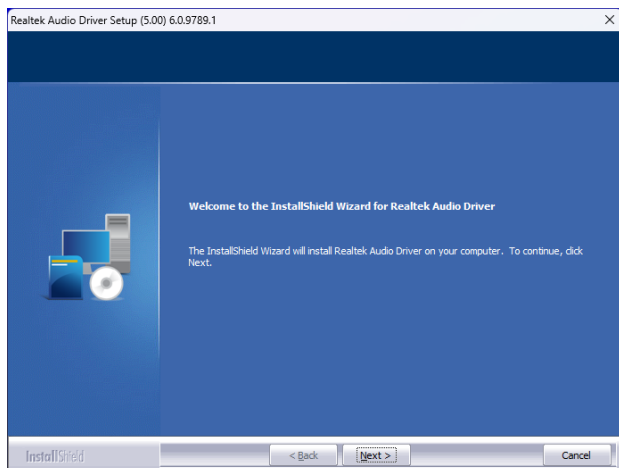 Realtek Audio Driver Setup (5.00) 6.0.9789.1
Welcome to the InstallShield Wizard for Realtek Audio Driver
The InstallShield Wizard will install Realtek Audio Driver on your computer. To continue, click
Next.
InstallShield
< Back
Next >
Cancel